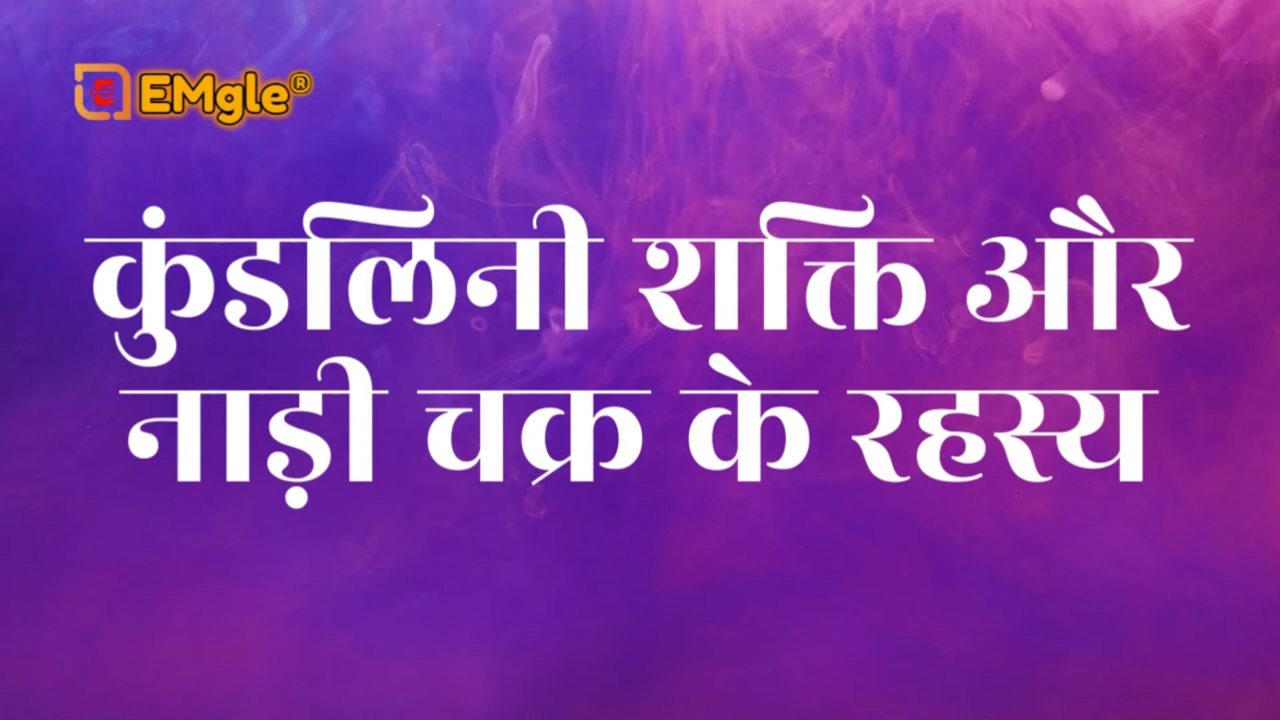 EMgle®
कुंडलिनी शक्ति और
नाड़ी चक्र के रहस्य